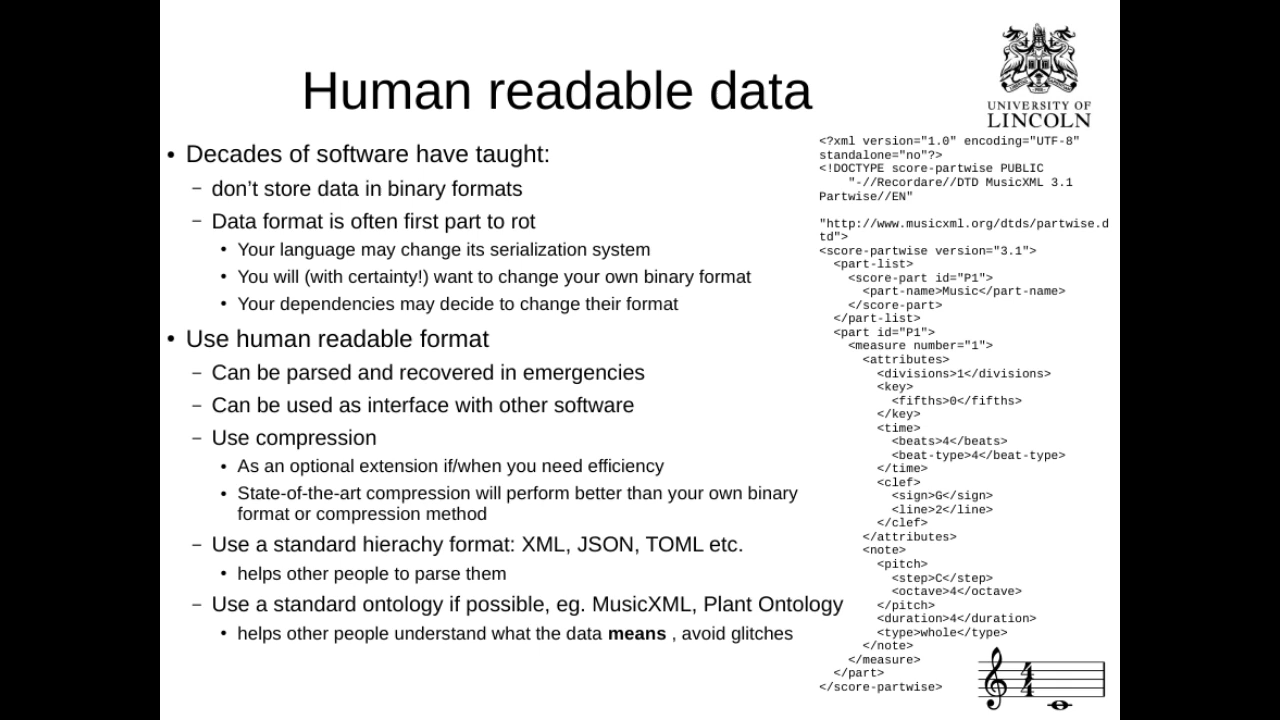 Human readable data
UNIVERSITY OF
LINCOLN
• Decades of software have taught:
– don’t store data in binary formats
– Data format is often first part to rot
• Your language may change its serialization system
• You will (with certainty!) want to change your own binary format
• Your dependencies may decide to change their format
• Use human readable format
– Can be parsed and recovered in emergencies
– Can be used as interface with other software
– Use compression
• As an optional extension if/when you need efficiency
• State-of-the-art compression will perform better than your own binary
format or compression method
– Use a standard hierachy format: XML, JSON, TOML etc.
• helps other people to parse them
– Use a standard ontology if possible, eg. MusicXML, Plant Ontology
• helps other people understand what the data means , avoid glitches
<?xml version="1.0" encoding="UTF-8"
standalone="no"?>
<!DOCTYPE score-partwise PUBLIC
"-//Recordare//DTD MusicXML 3.1
Partwise//EN"
"http://www.musicxml.org/dtds/partwise.d
td">
<score-partwise version="3.1">
<part-list>
<score-part id="P1">
<part-name>Music</part-name>
</score-part>
</part-list>
<part id="P1">
<measure number="1">
<attributes>
<divisions>1</divisions>
<key>
<fifths>0</fifths>
</key>
<time>
<beats>4</beats>
<beat-type>4</beat-type>
</time>
<clef>
<sign>G</sign>
<line>2</line>
</clef>
</attributes>
<note>
<pitch>
<step>C</step>
<octave>4</octave>
</pitch>
<duration>4</duration>
<type>whole</type>
</note>
</measure>
</part>
</score-partwise>
4
4